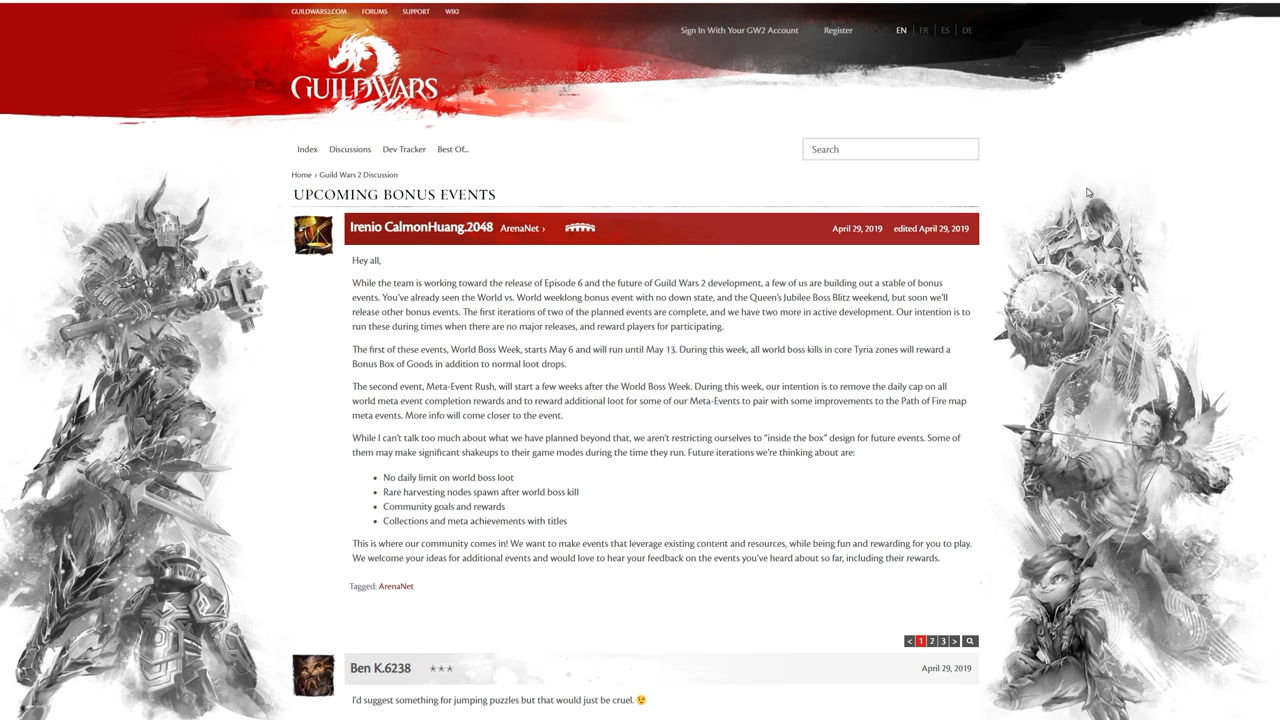 GUILDWARS2.COM FORUMS SUPPORT WIKI
Sign In With Your GW2 Account Register EN FR ES DE
GUILDWARS
Index Discussions Dev Tracker Best Of...
Search
Home › Guild Wars 2 Discussion
UPCOMING BONUS EVENTS
Irenio CalmonHuang.2048 ArenaNet › April 29, 2019 edited April 29, 2019
Hey all,
While the team is working toward the release of Episode 6 and the future of Guild Wars 2 development, a few of us are building out a stable of bonus
events. You've already seen the World vs. World weeklong bonus event with no down state, and the Queen's Jubilee Boss Blitz weekend, but soon we'll
release other bonus events. The first iterations of two of the planned events are complete, and we have two more in active development. Our intention is to
run these during times when there are no major releases, and reward players for participating.
The first of these events, World Boss Week, starts May 6 and will run until May 13. During this week, all world boss kills in core Tyria zones will reward a
Bonus Box of Goods in addition to normal loot drops.
The second event, Meta-Event Rush, will start a few weeks after the World Boss Week. During this week, our intention is to remove the daily cap on all
world meta event completion rewards and to reward additional loot for some of our Meta-Events to pair with some improvements to the Path of Fire map
meta events. More info will come closer to the event.
While I can't talk too much about what we have planned beyond that, we aren't restricting ourselves to “inside the box” design for future events. Some of
them may make significant shakeups to their game modes during the time they run. Future iterations we're thinking about are:
• No daily limit on world boss loot
• Rare harvesting nodes spawn after world boss kill
• Community goals and rewards
• Collections and meta achievements with titles
This is where our community comes in! We want to make events that leverage existing content and resources, while being fun and rewarding for you to play.
We welcome your ideas for additional events and would love to hear your feedback on the events you've heard about so far, including their rewards.
Tagged: ArenaNet
< 1 2 3 >
Ben K.6238 April 29, 2019
I'd suggest something for jumping puzzles but that would just be cruel. 😉